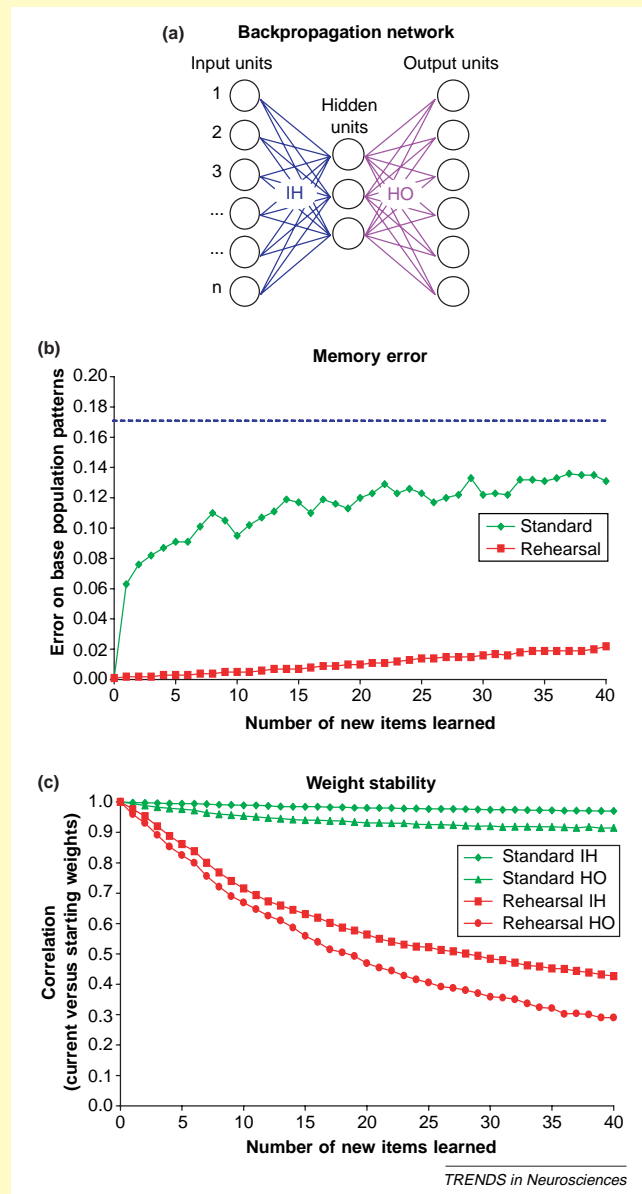 (a) Backpropagation network
Input units
Output units
Hidden
units
1
2
3
...
...
n
IH
HO
(b)
Memory error
Error on base population patterns
0.20
0.18
0.16
0.14
0.12
0.10
0.08
0.06
0.04
0.02
0.00
Standard
Rehearsal
0 5 10 15 20 25 30 35 40
Number of new items learned
(c)
Weight stability
Correlation
(current versus starting weights)
1.0
0.9
0.8
0.7
0.6
0.5
0.4
0.3
0.2
0.1
0.0
Standard IH
Standard HO
Rehearsal IH
Rehearsal HO
0 5 10 15 20 25 30 35 40
Number of new items learned
TRENDS in Neurosciences